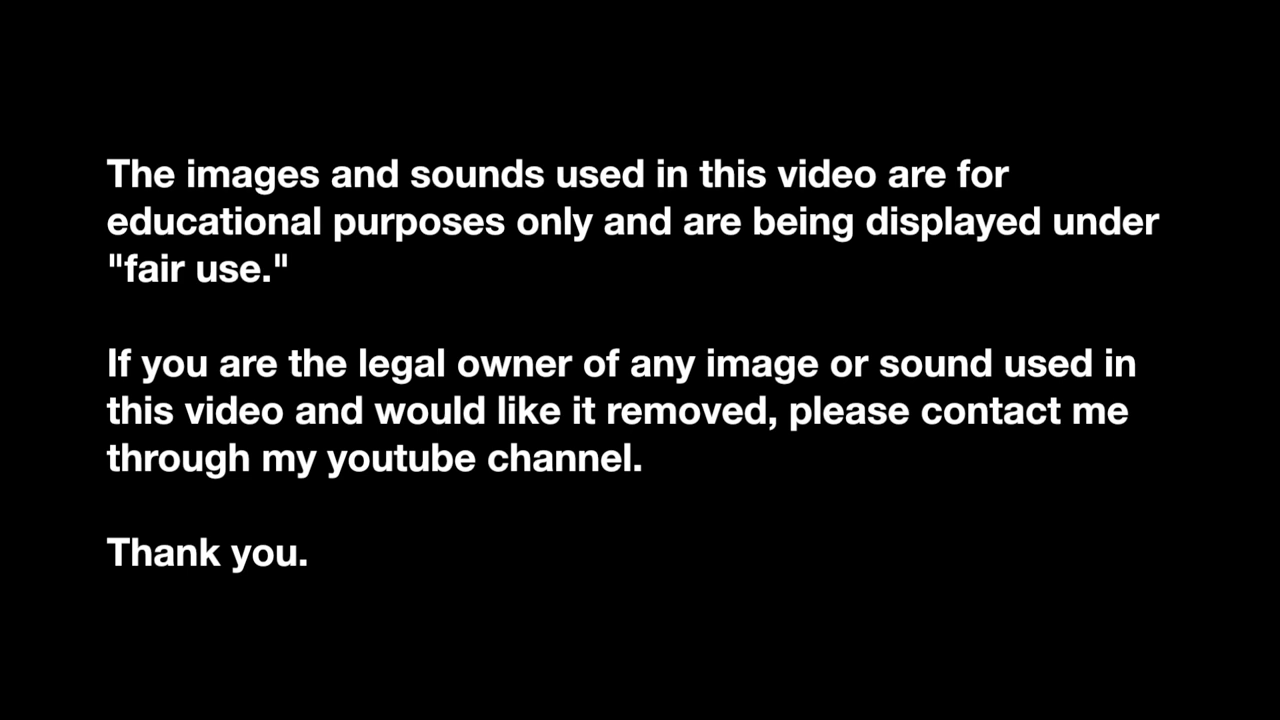 The images and sounds used in this video are for
educational purposes only and are being displayed under
"fair use."
If you are the legal owner of any image or sound used in
this video and would like it removed, please contact me
through my youtube channel.
Thank you.